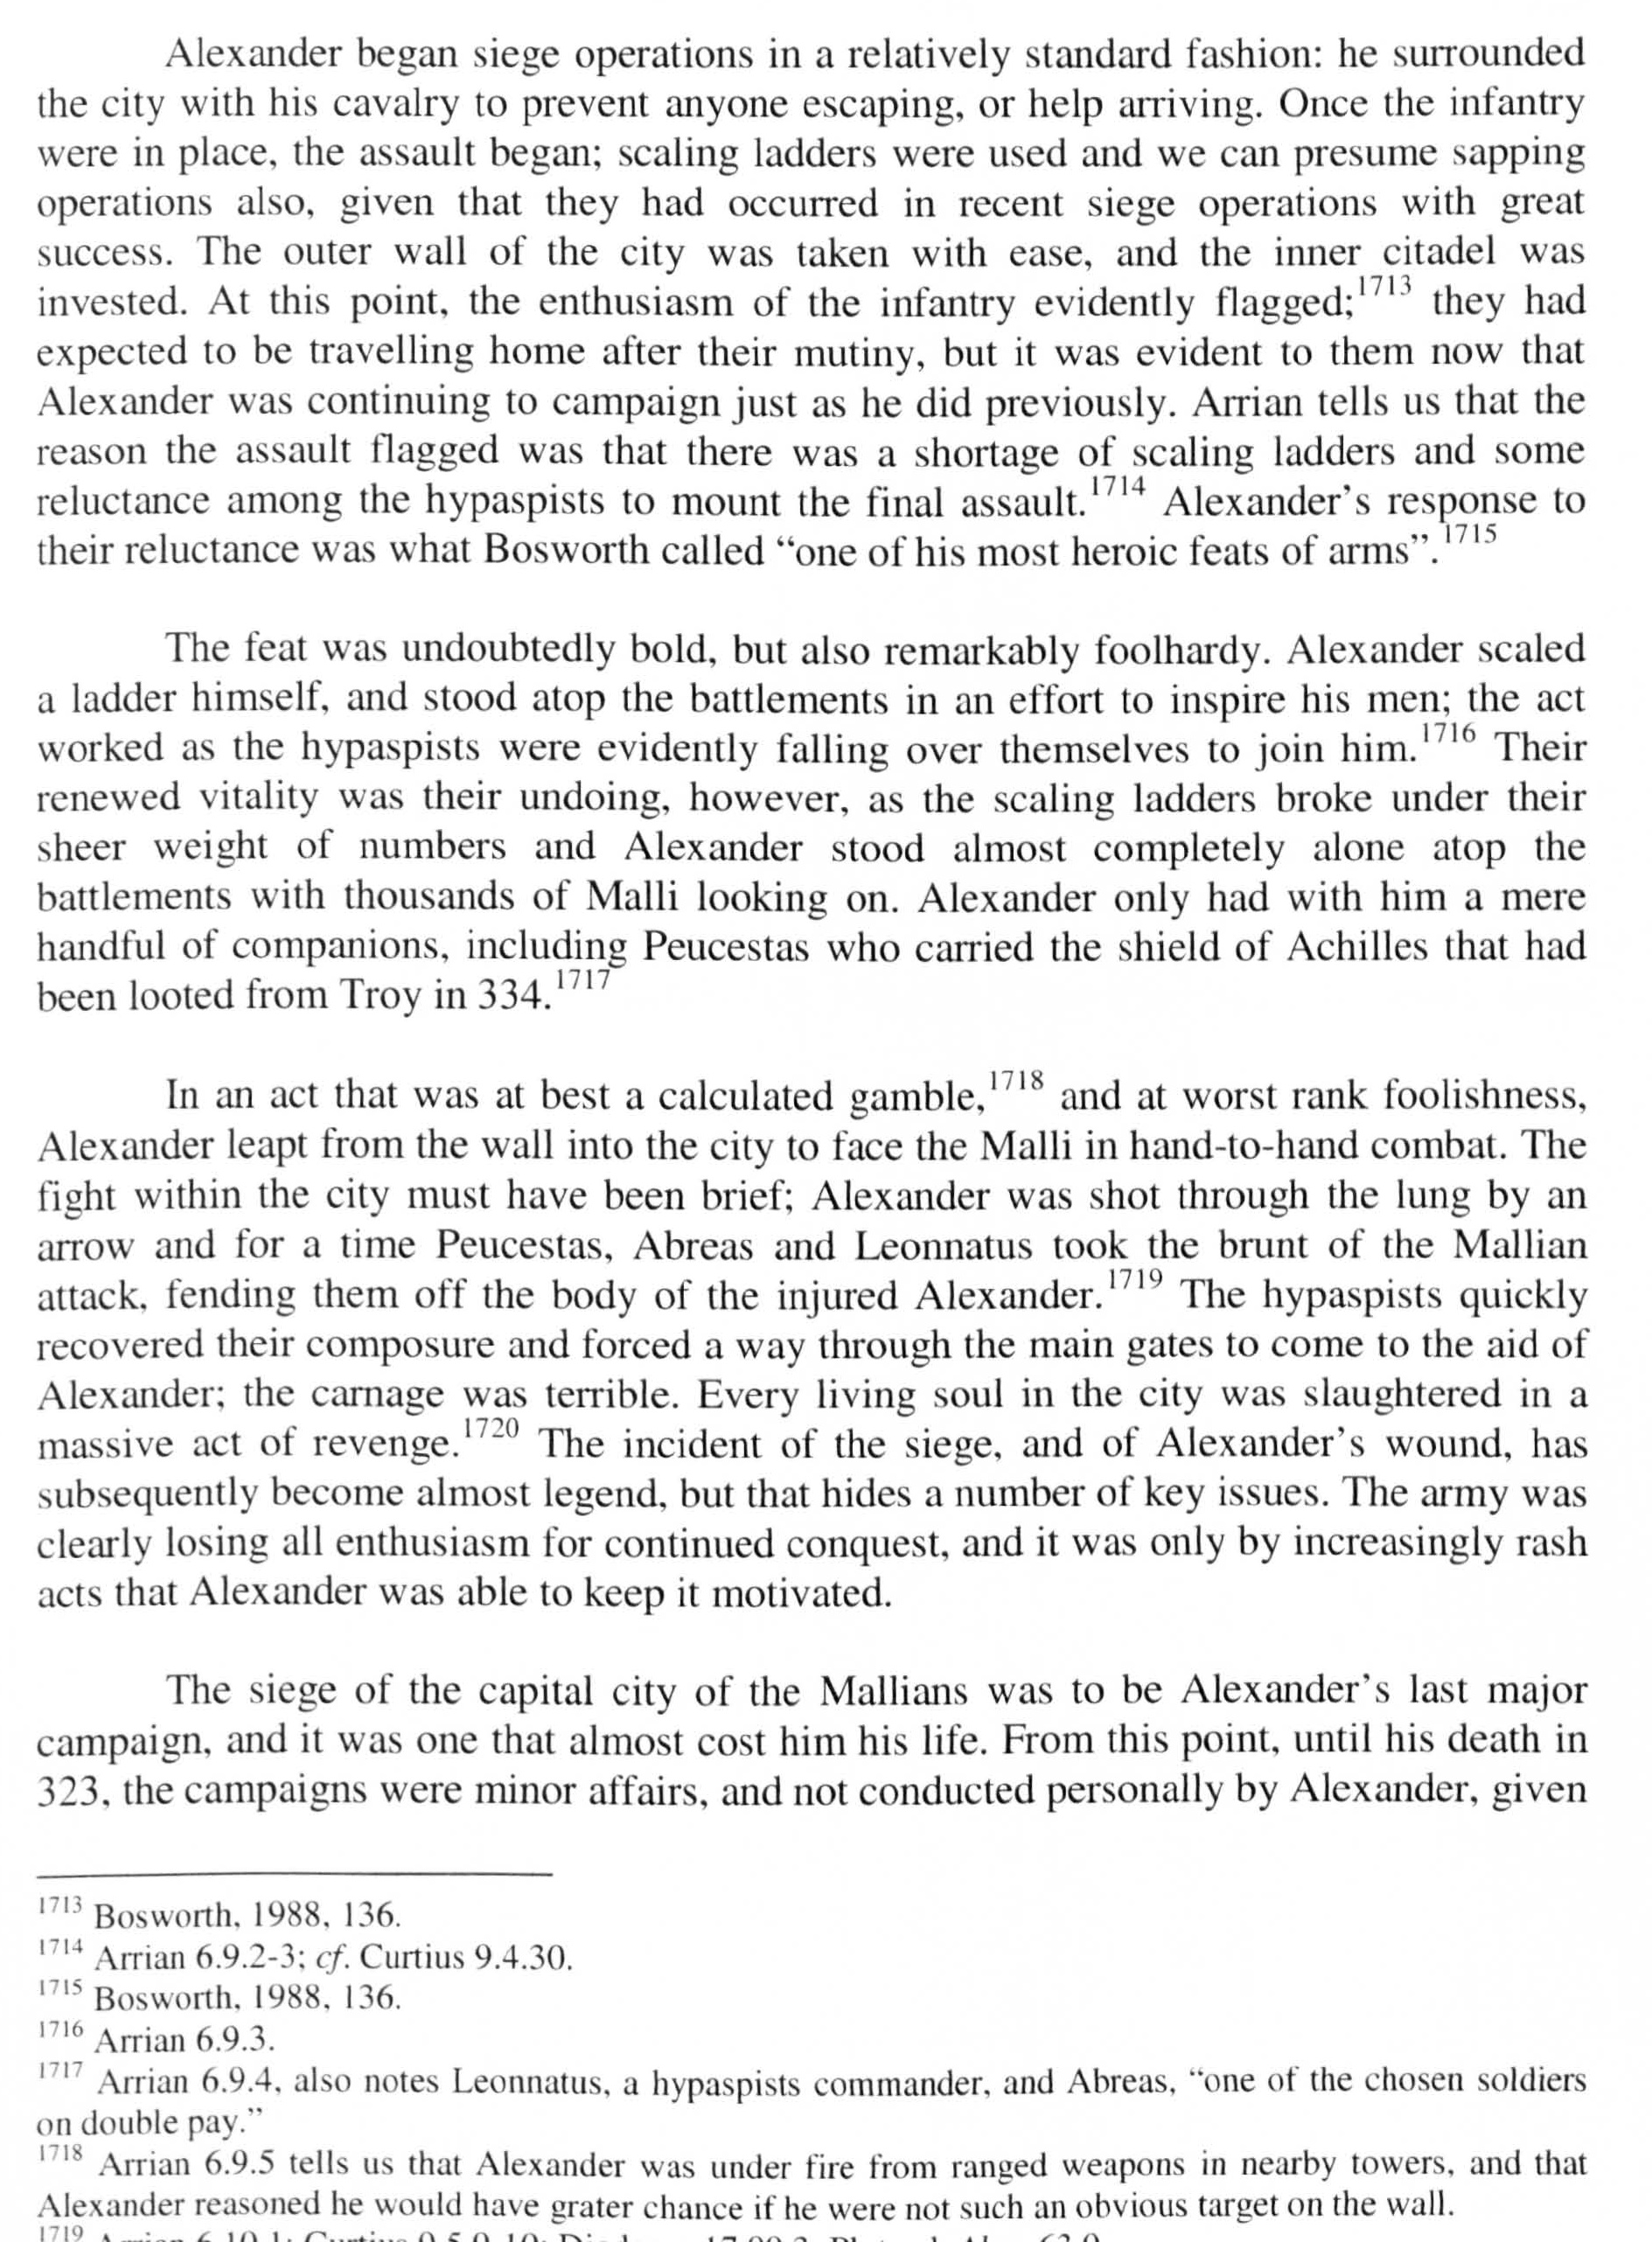 Alexander began siege operations in a relatively standard fashion: he surrounded
the city with his cavalry to prevent anyone escaping, or help arriving. Once the infantry
were in place, the assault began; scaling ladders were used and we can presume sapping
operations also, given that they had occurred in recent siege operations with great
success. The outer wall of the city was taken with ease, and the inner citadel was
invested. At this point, the enthusiasm of the infantry evidently flagged;1713 they had
expected to be travelling home after their mutiny, but it was evident to them now that
Alexander was continuing to campaign just as he did previously. Arrian tells us that the
reason the assault flagged was that there was a shortage of scaling ladders and some
reluctance among the hypaspists to mount the final assault.1714 Alexander's response to
their reluctance was what Bosworth called "one of his most heroic feats of arms".1715
The feat was undoubtedly bold, but also remarkably foolhardy. Alexander scaled
a ladder himself, and stood atop the battlements in an effort to inspire his men; the act
worked as the hypaspists were evidently falling over themselves to join him.1716 Their
renewed vitality was their undoing, however, as the scaling ladders broke under their
sheer weight of numbers and Alexander stood almost completely alone atop the
battlements with thousands of Malli looking on. Alexander only had with him a mere
handful of companions, including Peucestas who carried the shield of Achilles that had
been looted from Troy in 334.1717
In an act that was at best a calculated gamble,1718 and at worst rank foolishness,
Alexander leapt from the wall into the city to face the Malli in hand-to-hand combat. The
fight within the city must have been brief; Alexander was shot through the lung by an
arrow and for a time Peucestas, Abreas and Leonnatus took the brunt of the Mallian
attack, fending them off the body of the injured Alexander.1719 The hypaspists quickly
recovered their composure and forced a way through the main gates to come to the aid of
Alexander; the carnage was terrible. Every living soul in the city was slaughtered in a
massive act of revenge.1720 The incident of the siege, and of Alexander's wound, has
subsequently become almost legend, but that hides a number of key issues. The army was
clearly losing all enthusiasm for continued conquest, and it was only by increasingly rash
acts that Alexander was able to keep it motivated.
The siege of the capital city of the Mallians was to be Alexander's last major
campaign, and it was one that almost cost him his life. From this point, until his death in
323, the campaigns were minor affairs, and not conducted personally by Alexander, given
1713 Bosworth, 1988, 136.
1714 Arrian 6.9.2-3; cf. Curtius 9.4.30.
1715 Bosworth, 1988, 136.
1716 Arrian 6.9.3.
1717 Arrian 6.9.4, also notes Leonnatus, a hypaspists commander, and Abreas, "one of the chosen soldiers
on double pay."
1718 Arrian 6.9.5 tells us that Alexander was under fire from ranged weapons in nearby towers, and that
Alexander reasoned he would have grater chance if he were not such an obvious target on the wall.
1719